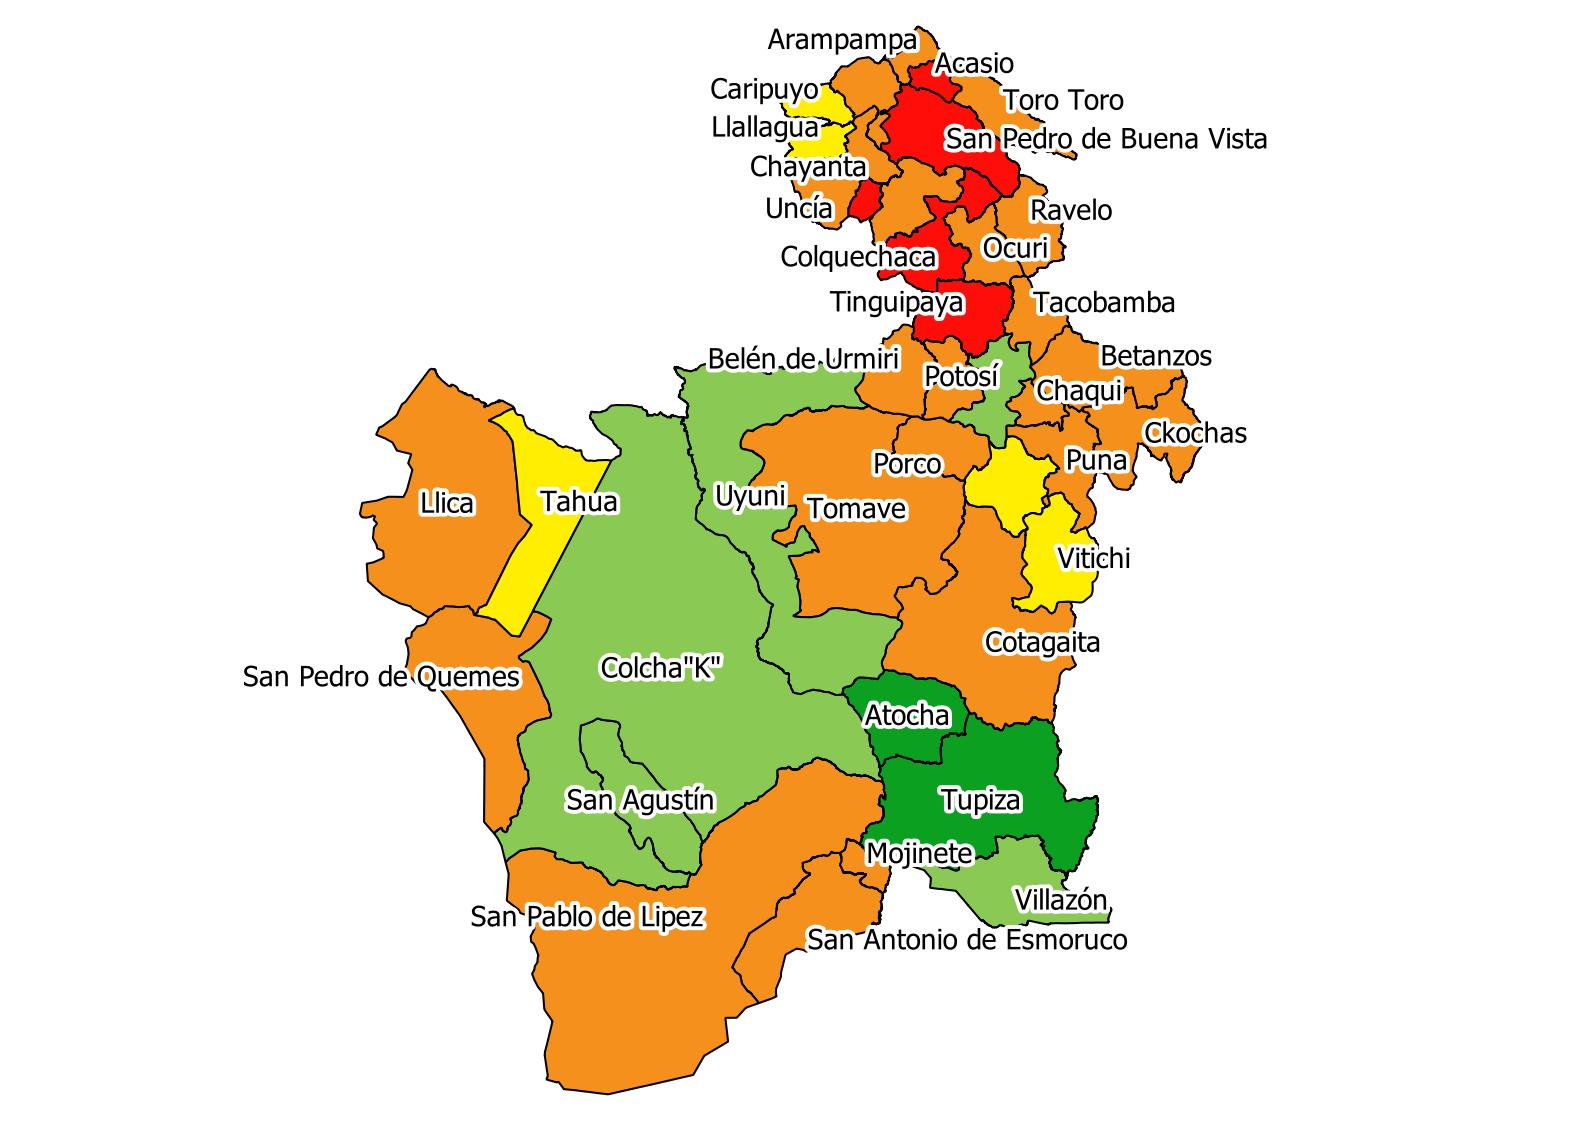 Arampampa
Acasio
Caripuyo
Toro Toro
Llallagua
San Pedro de Buena Vista
Chayanta
Uncía
Ravelo
Ocuri
Colquechaca
Tinguipaya
Tacobamba
Belén de Urmiri
Betanzos
Potosí
Chaqui
Ckochas
Porco
Puna
Llica
Tahua
Uyuni
Tomave
Vitichi
Cotagaita
Colcha"K"
San Pedro de Quemes
Atocha
San Agustín
Tupiza
Mojinete
Villazón
San Pablo de Lipez
San Antonio de Esmoruco